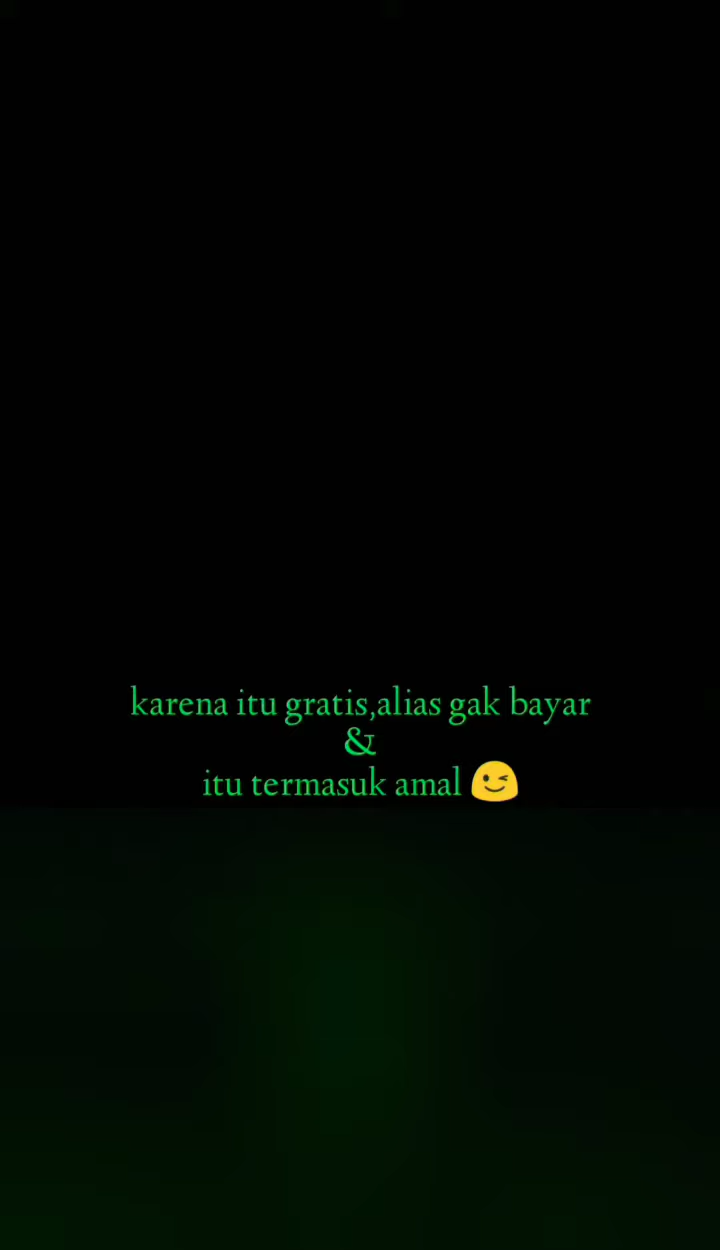 karena itu gratis,alias gak bayar
&
itu termasuk amal 😉